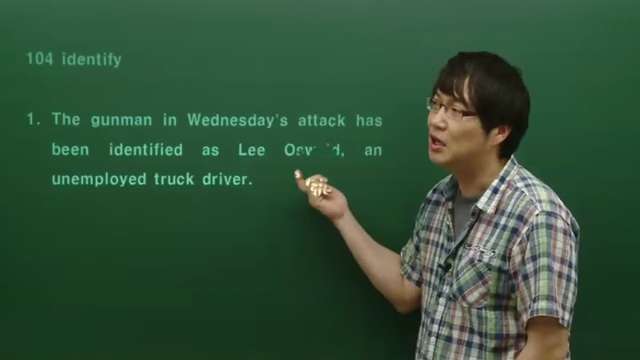 104 identify
1. The gunman in Wednesday's attack has
been identified as Lee an
unemployed truck driver.